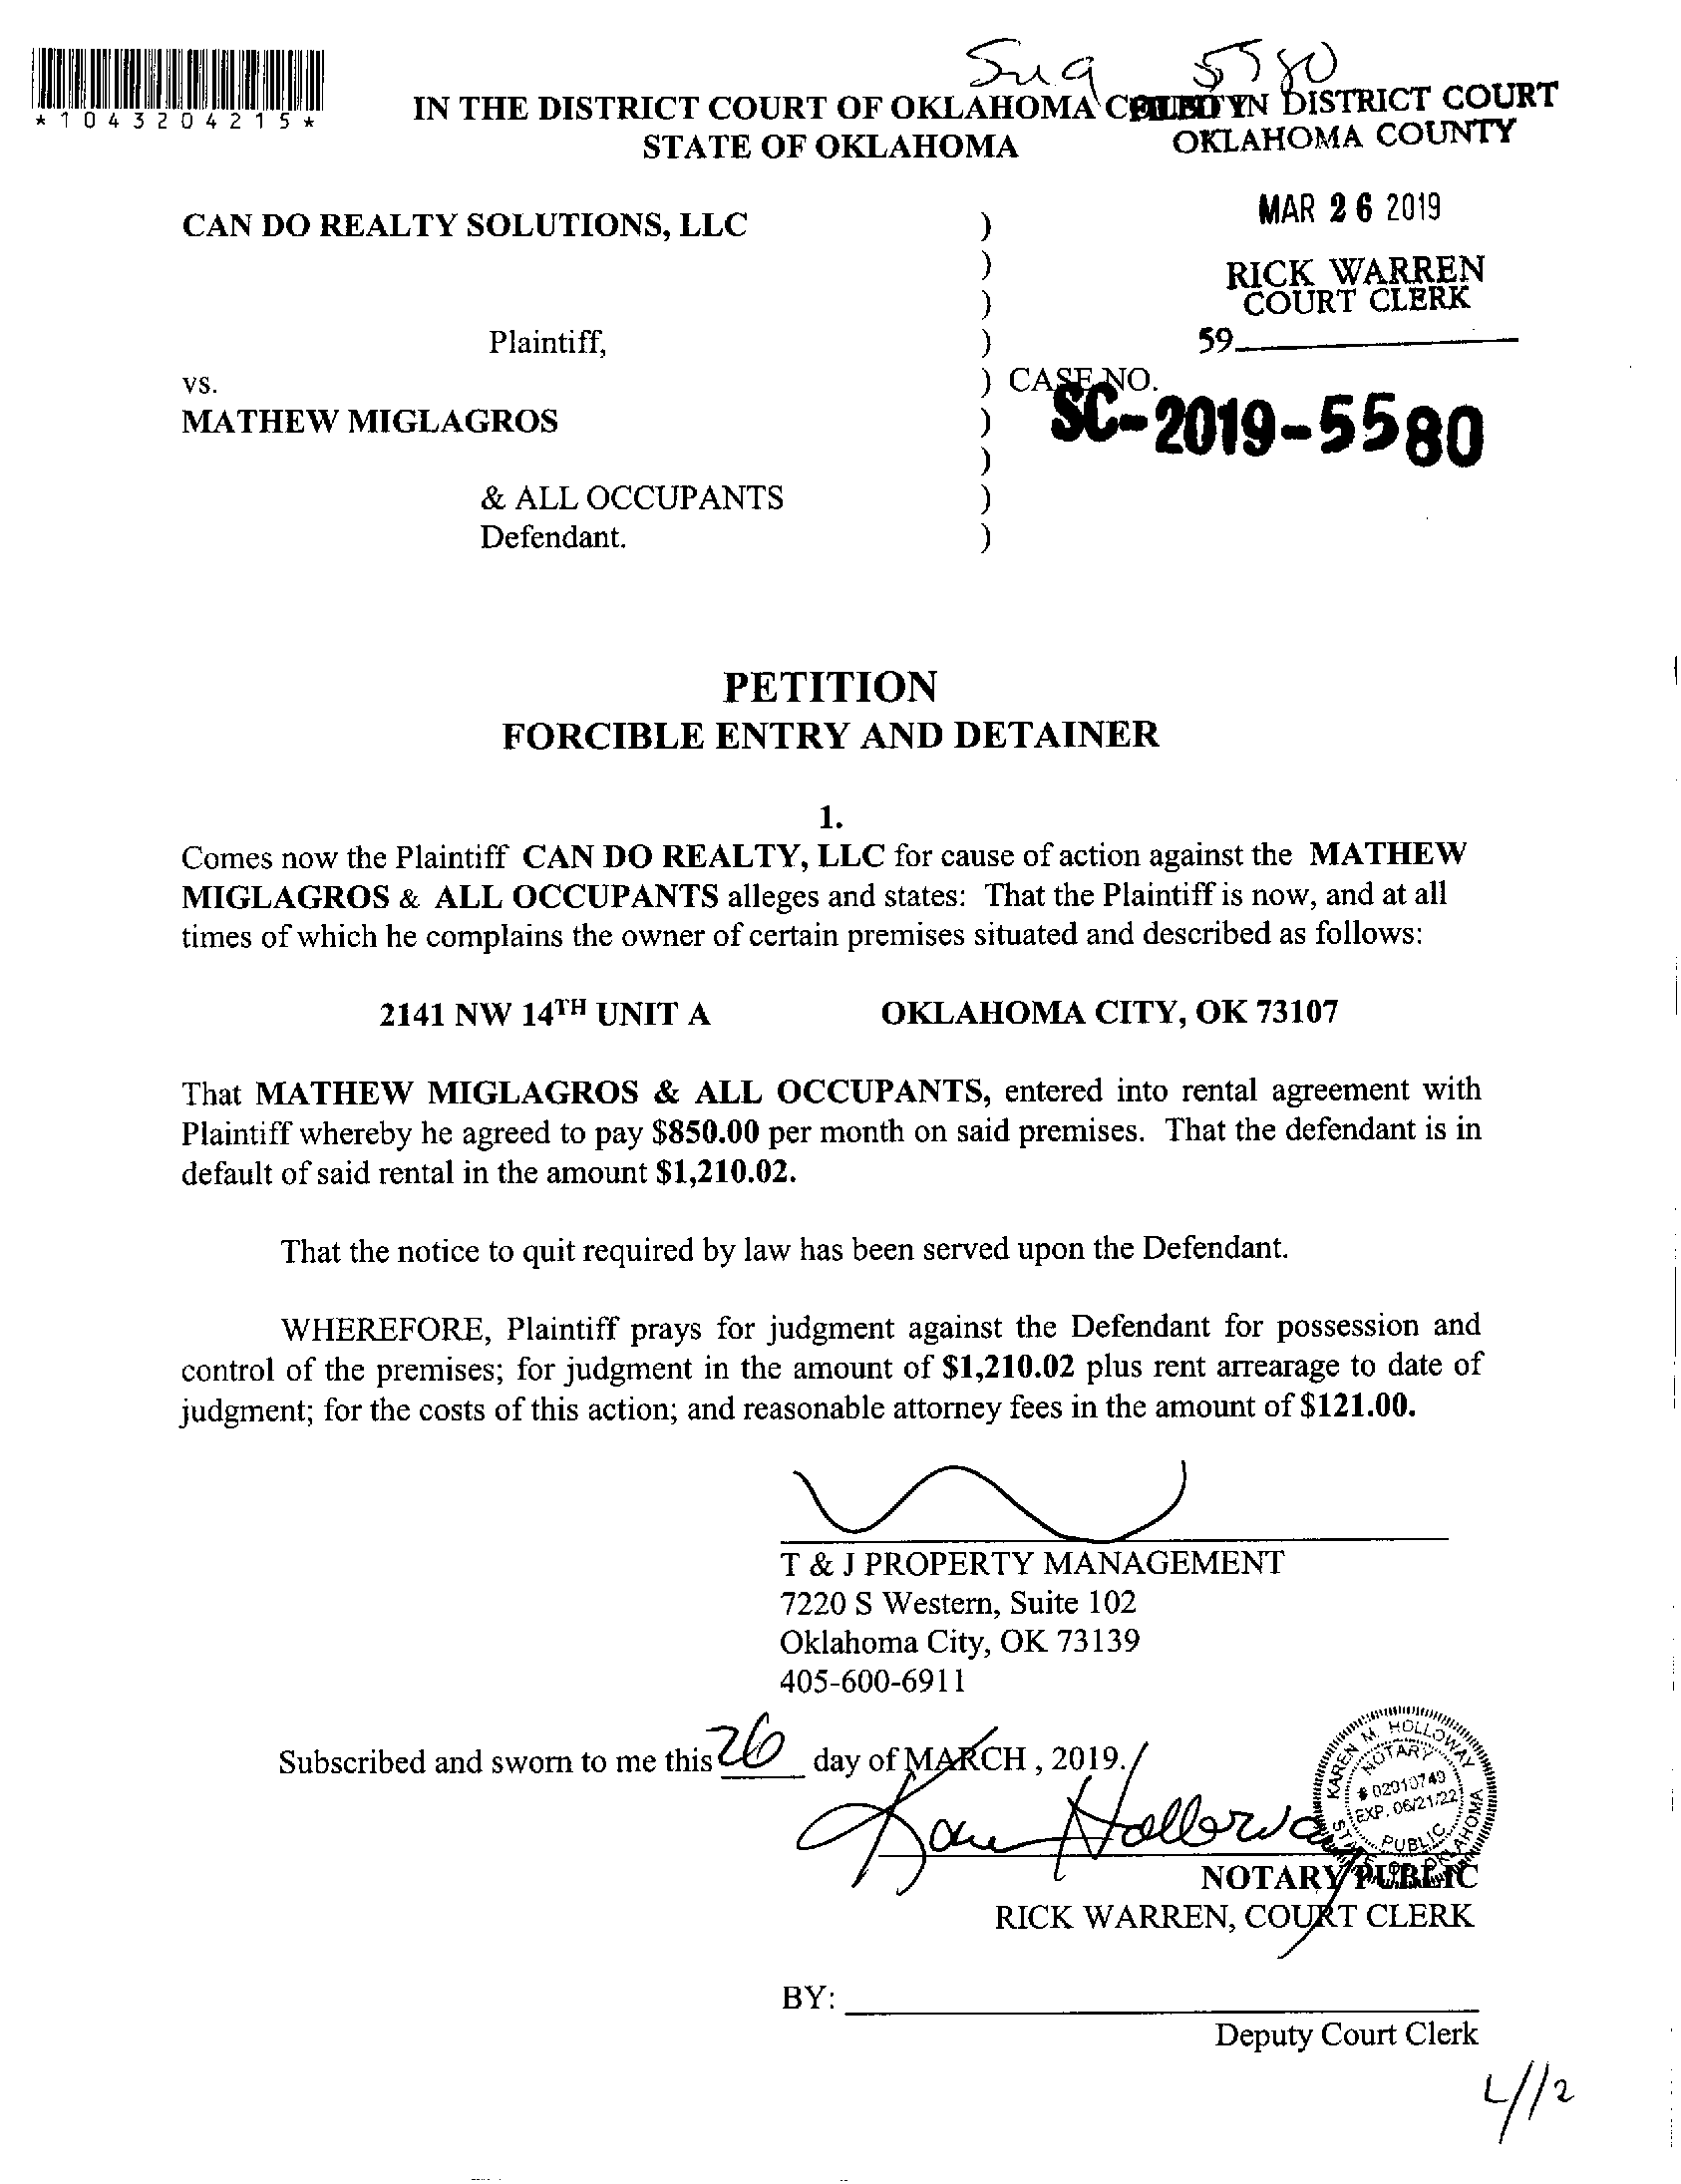 Sug 5580
*1043204215*
IN THE DISTRICT COURT OF OKLAHOMA
STATE OF OKLAHOMA
FILED IN DISTRICT COURT
OKLAHOMA COUNTY
MAR 26 2019
RICK WARREN
COURT CLERK
59
CAN DO REALTY SOLUTIONS, LLC )
)
)
Plaintiff, )
vs. ) CASE NO.
SC-2019-5580
MATHEW MIGLAGROS )
)
& ALL OCCUPANTS )
Defendant. )
PETITION
FORCIBLE ENTRY AND DETAINER
1.
Comes now the Plaintiff CAN DO REALTY, LLC for cause of action against the MATHEW
MIGLAGROS & ALL OCCUPANTS alleges and states: That the Plaintiff is now, and at all
times of which he complains the owner of certain premises situated and described as follows:
2141 NW 14TH UNIT A OKLAHOMA CITY, OK 73107
That MATHEW MIGLAGROS & ALL OCCUPANTS, entered into rental agreement with
Plaintiff whereby he agreed to pay $850.00 per month on said premises. That the defendant is in
default of said rental in the amount $1,210.02.
That the notice to quit required by law has been served upon the Defendant.
WHEREFORE, Plaintiff prays for judgment against the Defendant for possession and
control of the premises; for judgment in the amount of $1,210.02 plus rent arrearage to date of
judgment; for the costs of this action; and reasonable attorney fees in the amount of $121.00.
T & J PROPERTY MANAGEMENT
7220 S Western, Suite 102
Oklahoma City, OK 73139
405-600-6911
Subscribed and sworn to me this 26 day of MARCH , 2019.
Karen Holloway
KAREN M. HOLLOWAY
NOTARY
# 02010749
EXP. 06/21/22
PUBLIC
STATE OF OKLAHOMA
NOTARY PUBLIC
RICK WARREN, COURT CLERK
BY:
Deputy Court Clerk
4/12